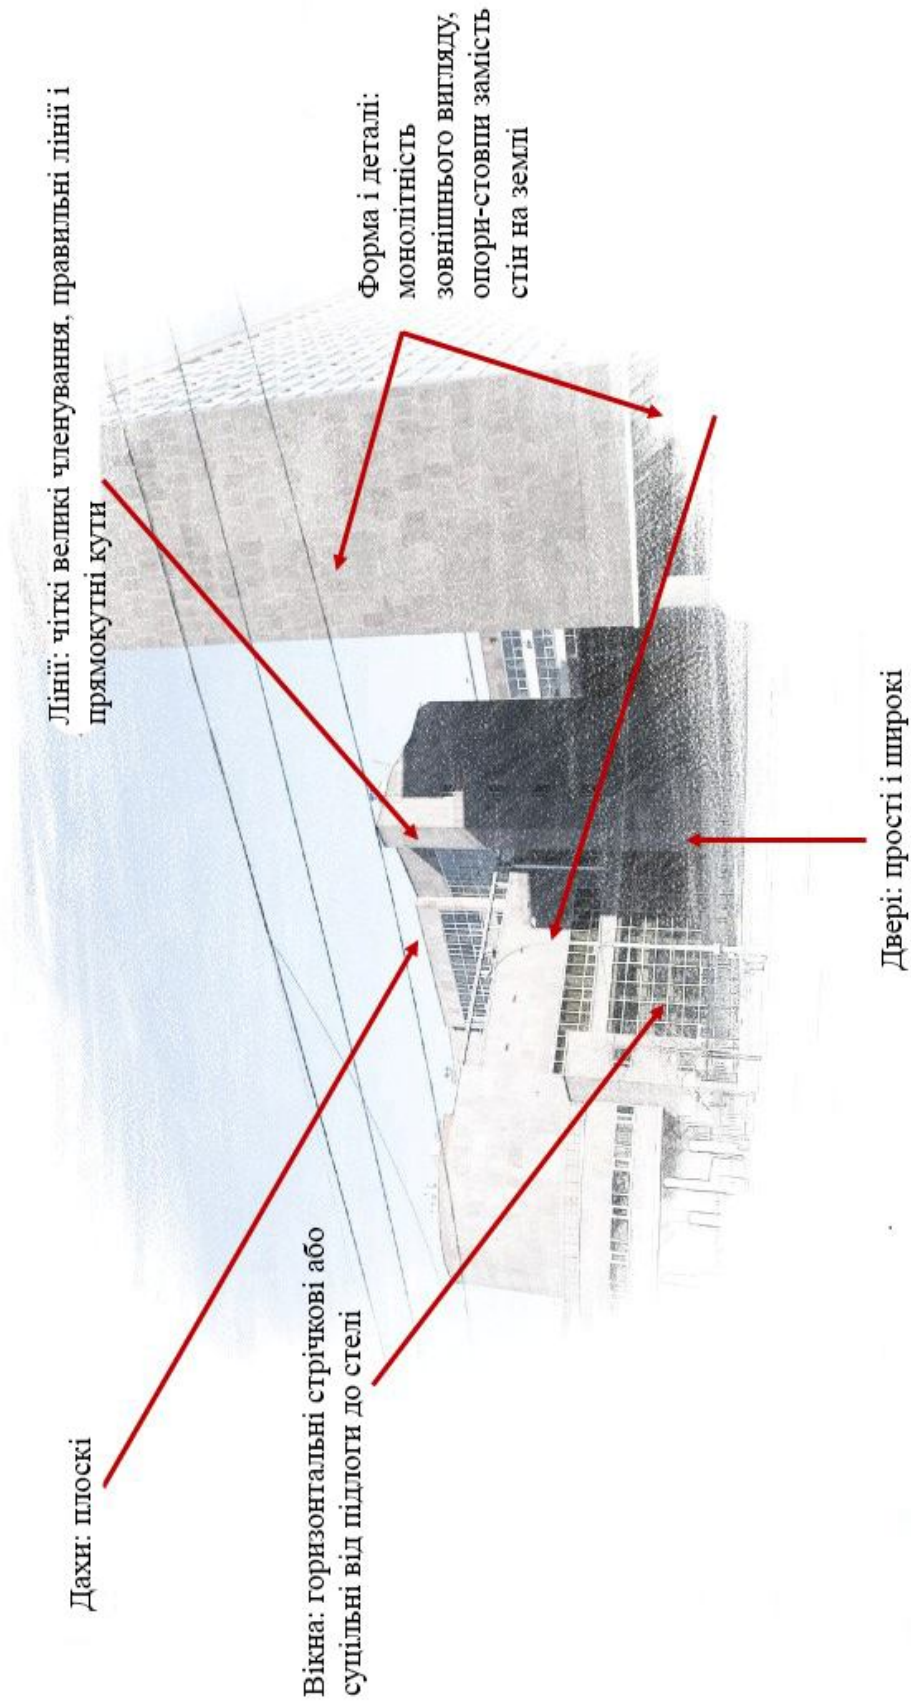 Дахи: плоскі
Лінії: чіткі великі членування, правильні лінії і
прямокутні кути
Вікна: горизонтальні стрічкові або
суцільні від підлоги до стелі
Форма і деталі:
монолітність
зовнішнього вигляду,
опори-стовпи замість
стін на землі
Двері: прості і широкі